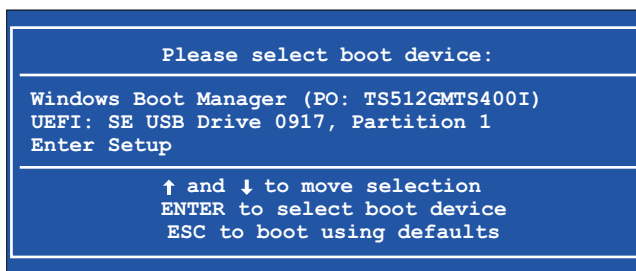 Please select boot device:
Windows Boot Manager (PO: TS512GMTS400I)
UEFI: SE USB Drive 0917, Partition 1
Enter Setup
↑ and ↓ to move selection
ENTER to select boot device
ESC to boot using defaults